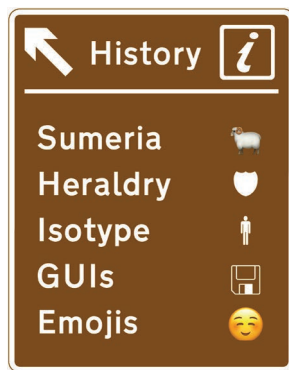 History i
Sumeria
Heraldry
Isotype
GUIs
Emojis